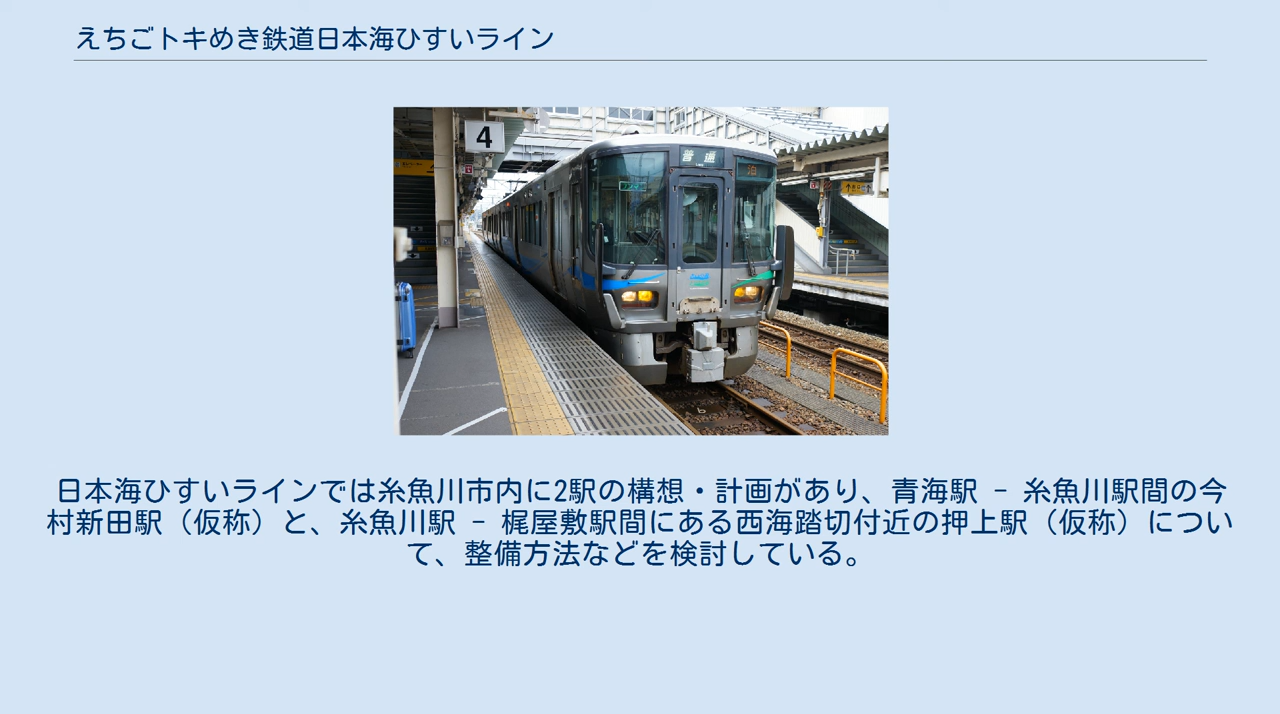 えちごトキめき鉄道日本海ひすいライン
4
普通
泊
ワンマン
日本海ひすいラインでは糸魚川市内に2駅の構想・計画があり、青海駅 － 糸魚川駅間の今
村新田駅（仮称）と、糸魚川駅 － 梶屋敷駅間にある西海踏切付近の押上駅（仮称）につい
て、整備方法などを検討している。